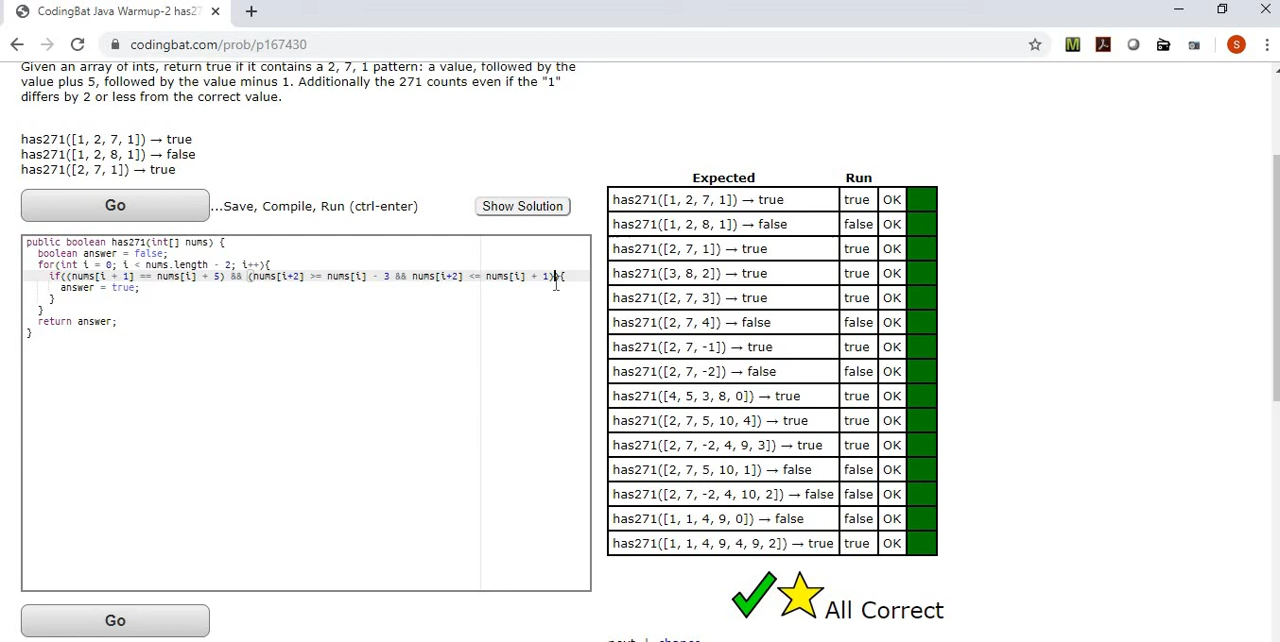 CodingBat Java Warmup-2 has27
codingbat.com/prob/p167430
S
Given an array of ints, return true if it contains a 2, 7, 1 pattern: a value, followed by the
value plus 5, followed by the value minus 1. Additionally the 271 counts even if the "1"
differs by 2 or less from the correct value.
has271([1, 2, 7, 1]) → true
has271([1, 2, 8, 1]) → false
has271([2, 7, 1]) → true
Go
...Save, Compile, Run (ctrl-enter)
Show Solution
public boolean has271(int[] nums) {
boolean answer = false;
for(int i = 0; i < nums.length - 2; i++){
if((nums[i + 1] == nums[i] + 5) && (nums[i+2] >= nums[i] - 3 && nums[i+2] <= nums[i] + 1)){
answer = true;
}
}
return answer;
}
Go
Expected Run
has271([1, 2, 7, 1]) → true true OK
has271([1, 2, 8, 1]) → false false OK
has271([2, 7, 1]) → true true OK
has271([3, 8, 2]) → true true OK
has271([2, 7, 3]) → true true OK
has271([2, 7, 4]) → false false OK
has271([2, 7, -1]) → true true OK
has271([2, 7, -2]) → false false OK
has271([4, 5, 3, 8, 0]) → true true OK
has271([2, 7, 5, 10, 4]) → true true OK
has271([2, 7, -2, 4, 9, 3]) → true true OK
has271([2, 7, 5, 10, 1]) → false false OK
has271([2, 7, -2, 4, 10, 2]) → false false OK
has271([1, 1, 4, 9, 0]) → false false OK
has271([1, 1, 4, 9, 4, 9, 2]) → true true OK
All Correct